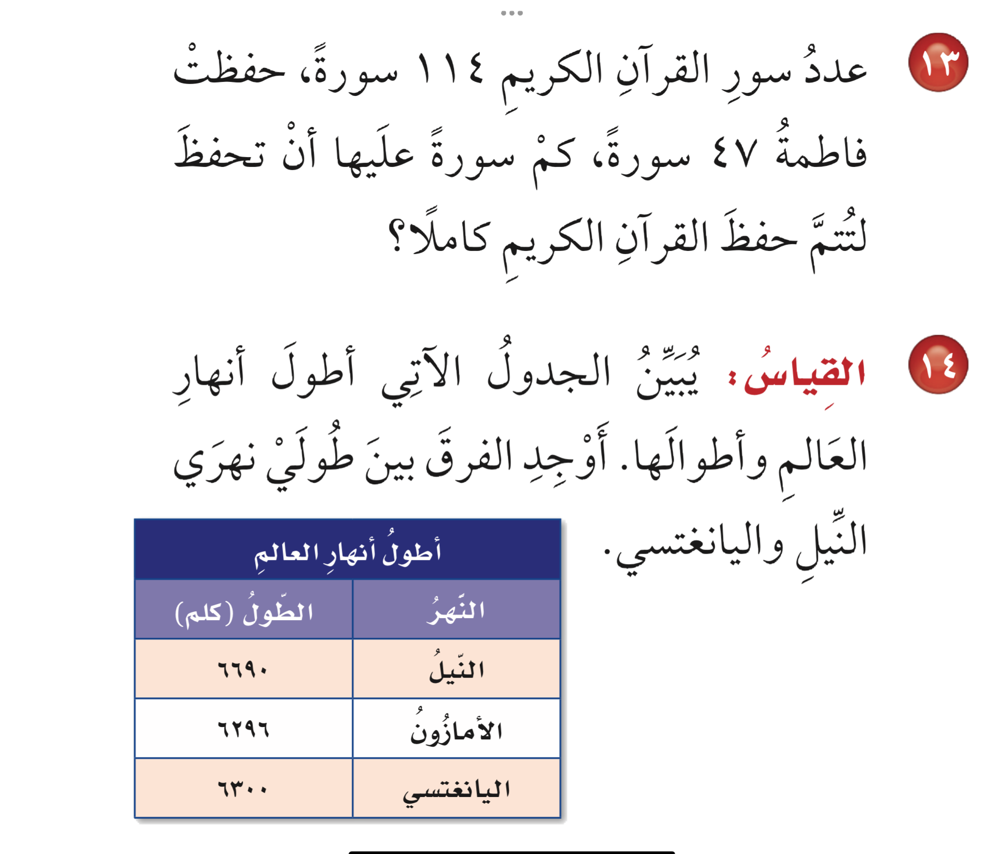 ١٣ عددُ سورِ القرآنِ الكريمِ ١١٤ سورةً، حفظتْ
فاطمةُ ٤٧ سورةً، كمْ سورةً علَيها أنْ تحفظَ
لتُتمَّ حفظَ القرآنِ الكريمِ كاملًا؟
١٤ القِياسُ: يُبَيِّنُ الجدولُ الآتِي أطولَ أنهارِ
العَالمِ وأطوالَها. أَوْجِدِ الفرقَ بينَ طُولَيْ نهرَي
النِّيلِ واليانغتسي.
أطولُ أنهارِ العالمِ
النّهرُ الطّولُ (كلم)
النّيلُ ٦٦٩٠
الأمازُونُ ٦٢٩٦
اليانغتسي ٦٣٠٠